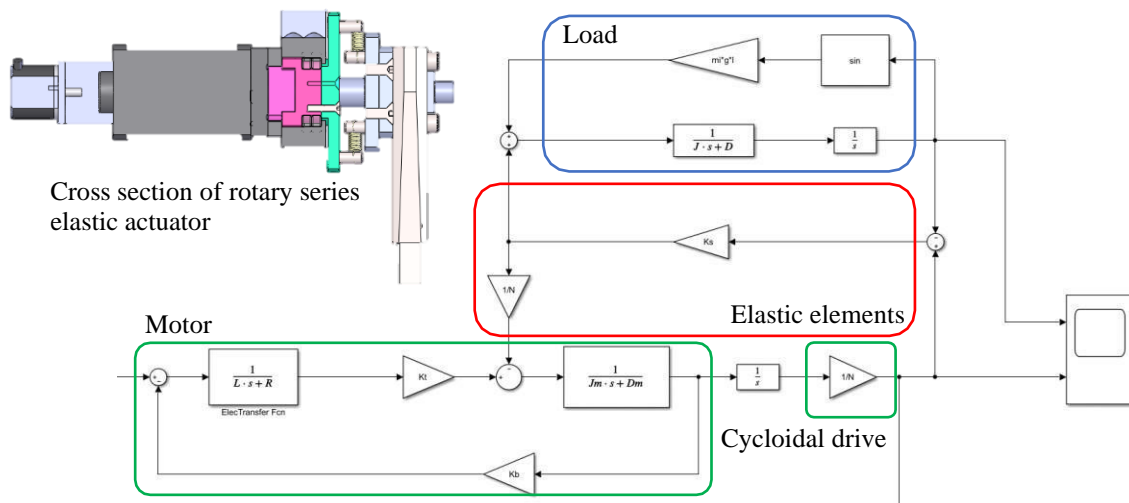 Load
mi*g*l
sin
1
J · s + D
1
s
Cross section of rotary series
elastic actuator
Ks
1/N
Elastic elements
Motor
1
L · s + R
Kt
1
Jm · s + Dm
1
s
1/N
ElecTransfer Fcn
Cycloidal drive
Kb